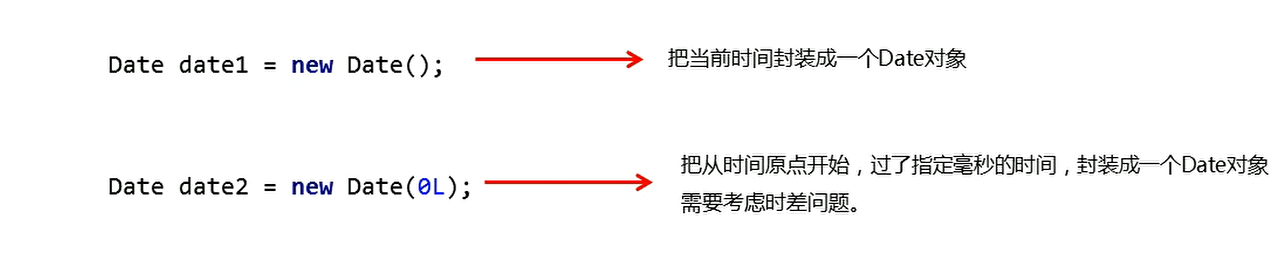 Date date1 = new Date();
把当前时间封装成一个Date对象
Date date2 = new Date(0L);
把从时间原点开始，过了指定毫秒的时间，封装成一个Date对象
需要考虑时差问题。